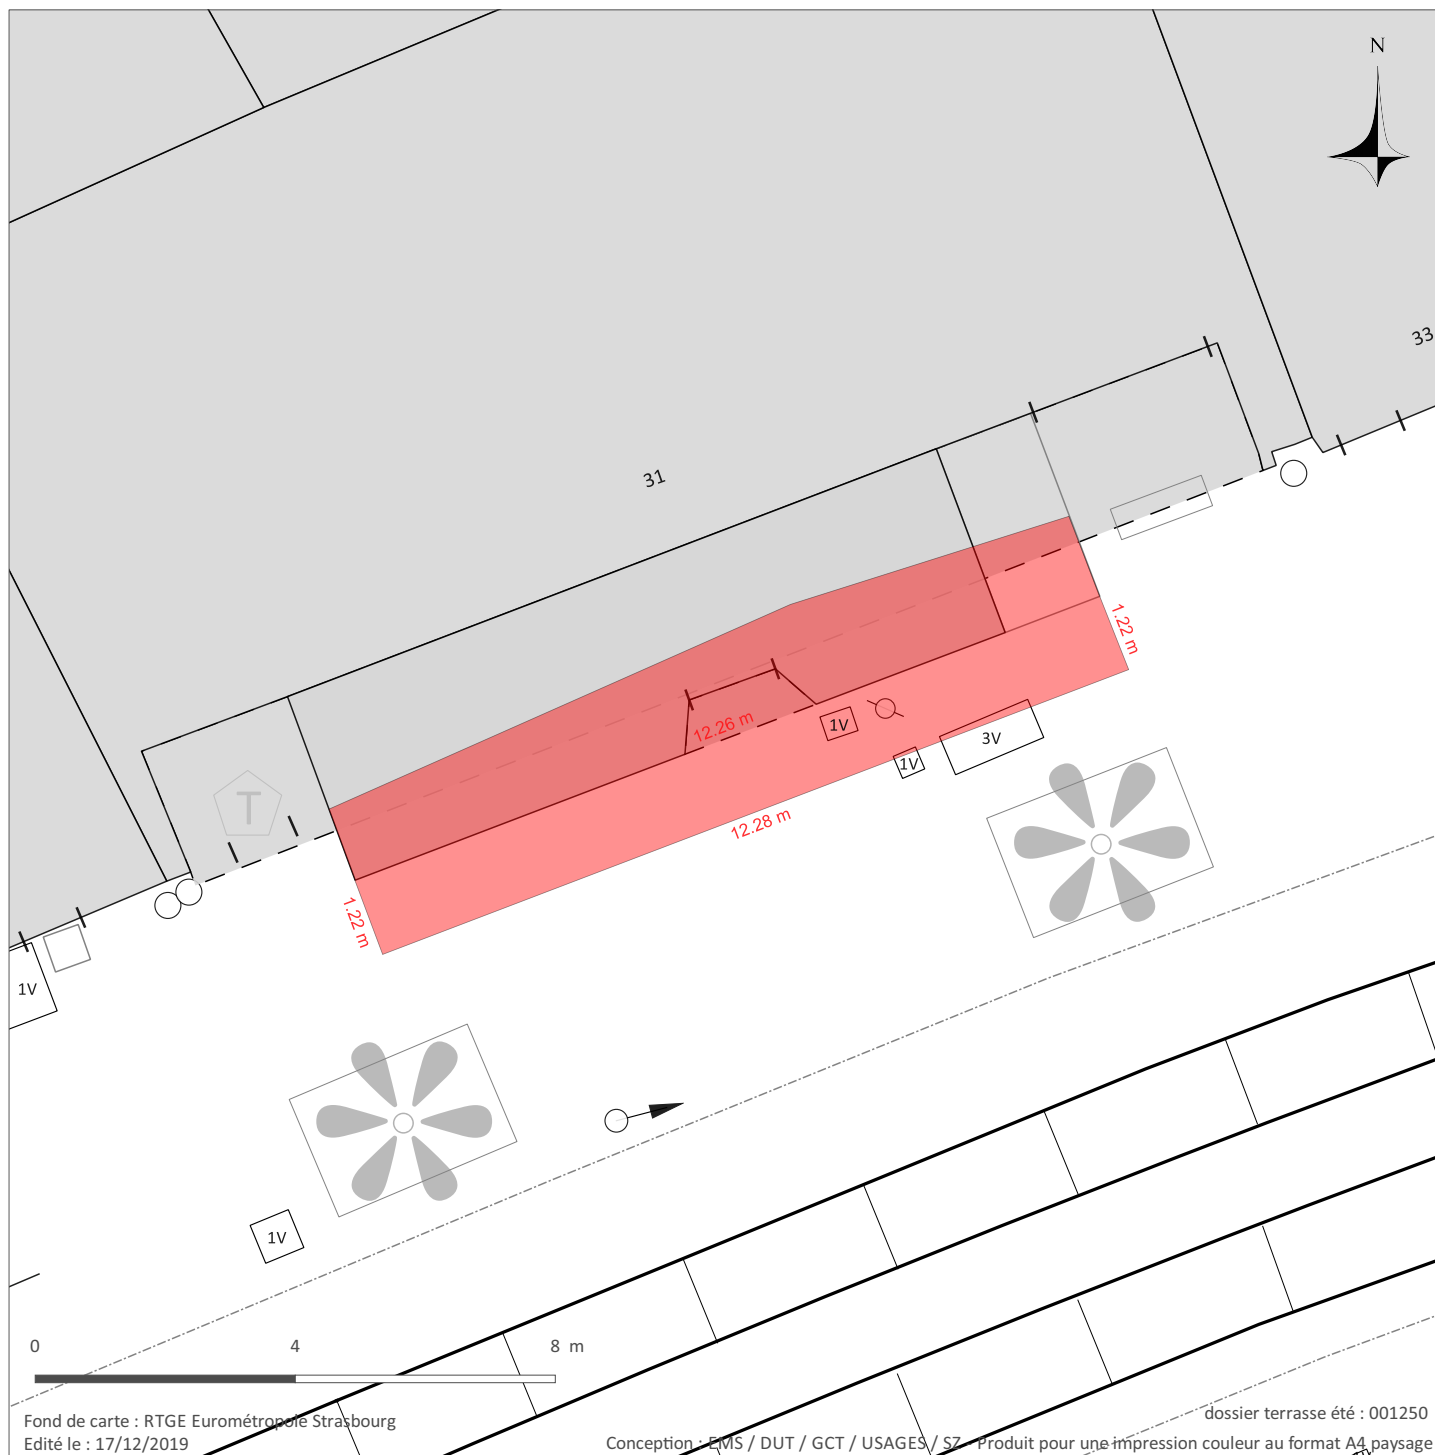 N
33
31
T
1.22 m
12.26 m
1V
3V
1V
12.28 m
1.22 m
1V
1V
0 4 8 m
Fond de carte : RTGE Eurométropole Strasbourg
Edité le : 17/12/2019
dossier terrasse été : 001250
Conception : EMS / DUT / GCT / USAGES / SZ - Produit pour une impression couleur au format A4 paysage